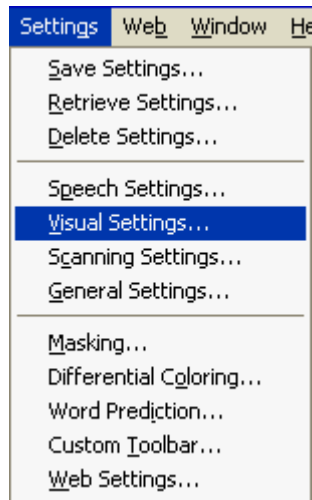 Settings Web Window He
Save Settings...
Retrieve Settings...
Delete Settings...
Speech Settings...
Visual Settings...
Scanning Settings...
General Settings...
Masking...
Differential Coloring...
Word Prediction...
Custom Toolbar...
Web Settings...